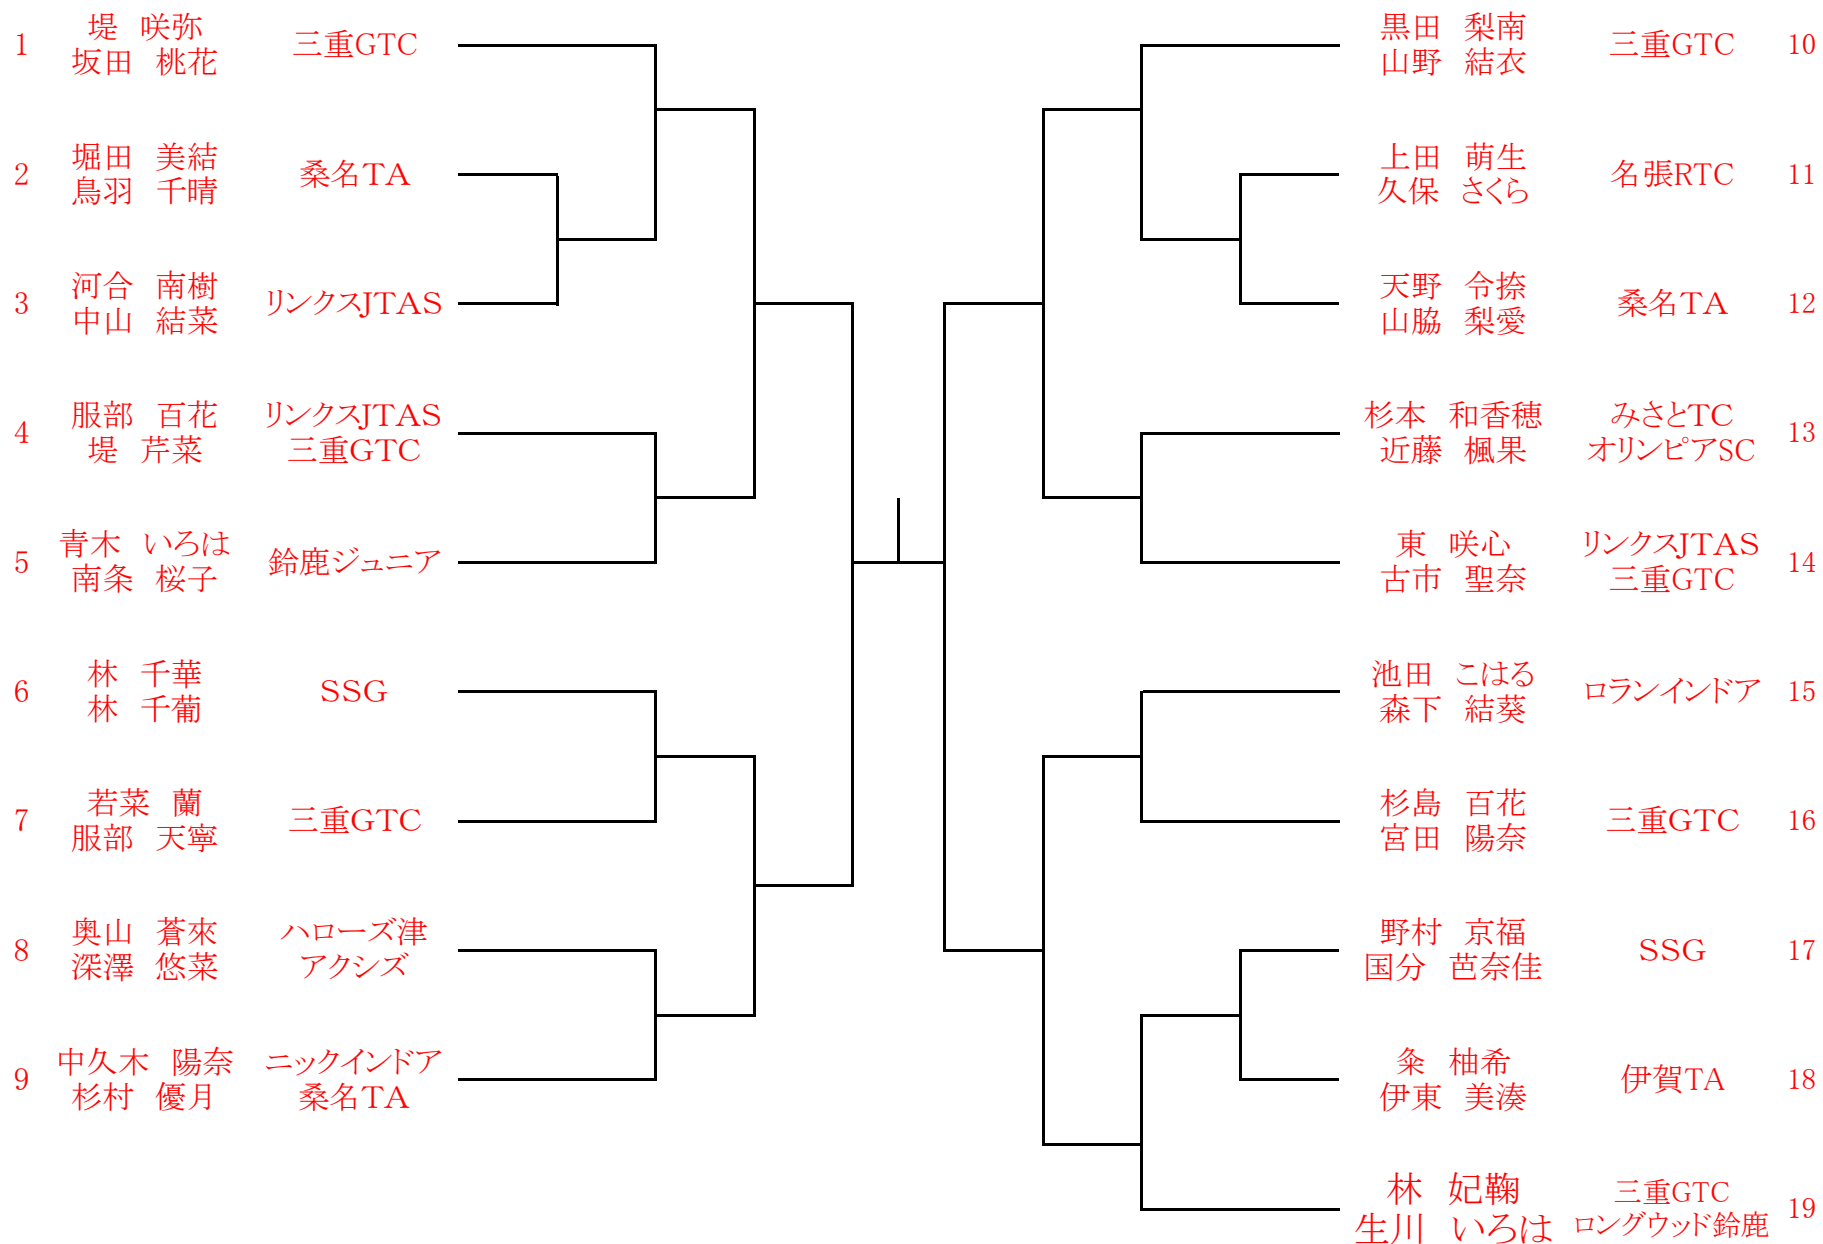 1 堤 咲弥 三重GTC
坂田 桃花
2 堀田 美結 桑名TA
鳥羽 千晴
3 河合 南樹 リンクスJTAS
中山 結菜
4 服部 百花 リンクスJTAS
堤 芹菜 三重GTC
5 青木 いろは 鈴鹿ジュニア
南条 桜子
6 林 千華 SSG
林 千葡
7 若菜 蘭 三重GTC
服部 天寧
8 奥山 蒼來 ハローズ津
深澤 悠菜 アクシズ
9 中久木 陽奈 ニックインドア
杉村 優月 桑名TA
黒田 梨南 三重GTC 10
山野 結衣
上田 萌生 名張RTC 11
久保 さくら
天野 令捺 桑名TA 12
山脇 梨愛
杉本 和香穂 みさとTC 13
近藤 楓果 オリンピアSC
東 咲心 リンクスJTAS 14
古市 聖奈 三重GTC
池田 こはる ロランインドア 15
森下 結葵
杉島 百花 三重GTC 16
宮田 陽奈
野村 京福 SSG 17
国分 芭奈佳
粂 柚希 伊賀TA 18
伊東 美湊
林 妃鞠 三重GTC 19
生川 いろは ロングウッド鈴鹿